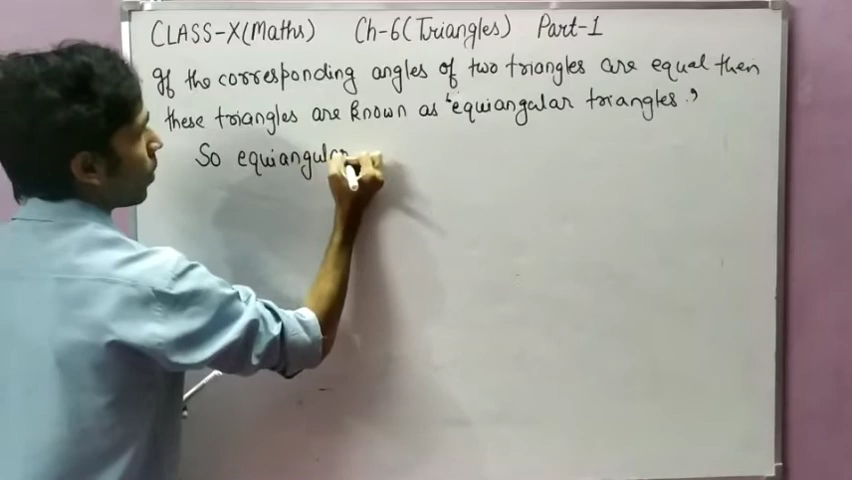 CLASS-X(Maths) Ch-6(Triangles) Part-1
If the corresponding angles of two triangles are equal then
these triangles are known as 'equiangular triangles.'
So equiangular